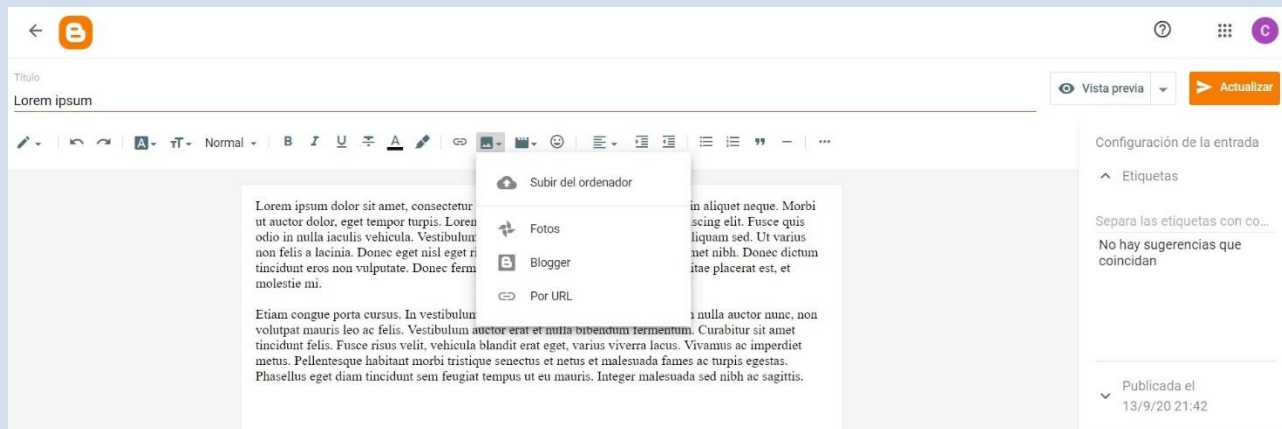 Título
Lorem ipsum
Vista previa
Actualizar
Normal
B I U A
Configuración de la entrada
Etiquetas
Separa las etiquetas con co...
No hay sugerencias que
coincidan
Publicada el
13/9/20 21:42
Subir del ordenador
Fotos
Blogger
Por URL
Lorem ipsum dolor sit amet, consectetur in aliquet neque. Morbi
ut auctor dolor, eget tempor turpis. Loren scing elit. Fusce quis
odio in nulla iaculis vehicula. Vestibulum liquam sed. Ut varius
non felis a lacinia. Donec eget nisl eget ri net nibh. Donec dictum
tincidunt eros non vulputate. Donec ferm itae placerat est, et
molestie mi.
Etiam congue porta cursus. In vestibulum nulla auctor nunc, non
volutpat mauris leo ac felis. Vestibulum auctor erat et nulla bibendum fermentum. Curabitur sit amet
tincidunt felis. Fusce risus velit, vehicula blandit erat eget, varius viverra lacus. Vivamus ac imperdiet
metus. Pellentesque habitant morbi tristique senectus et netus et malesuada fames ac turpis egestas.
Phasellus eget diam tincidunt sem feugiat tempus ut eu mauris. Integer malesuada sed nibh ac sagittis.
C